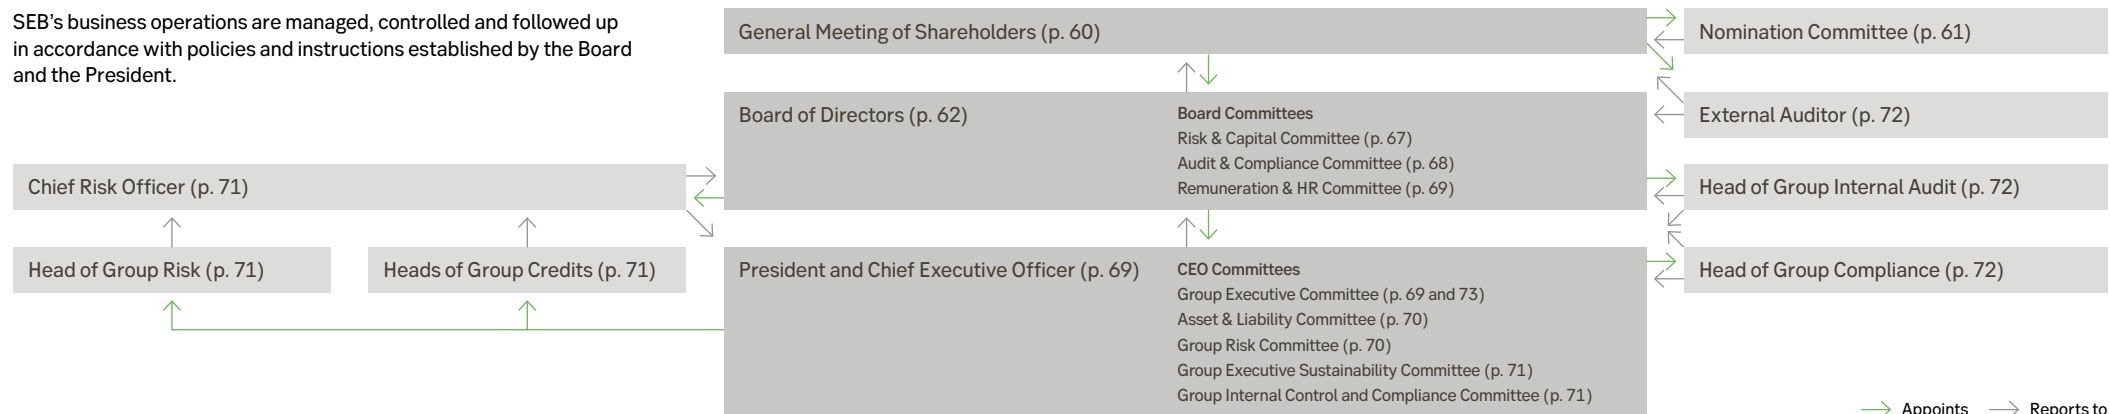 SEB's business operations are managed, controlled and followed up
in accordance with policies and instructions established by the Board
and the President.
General Meeting of Shareholders (p. 60)
Nomination Committee (p. 61)
Board of Directors (p. 62)
Board Committees
Risk & Capital Committee (p. 67)
Audit & Compliance Committee (p. 68)
Remuneration & HR Committee (p. 69)
External Auditor (p. 72)
Chief Risk Officer (p. 71)
Head of Group Internal Audit (p. 72)
Head of Group Risk (p. 71)
Heads of Group Credits (p. 71)
President and Chief Executive Officer (p. 69)
CEO Committees
Group Executive Committee (p. 69 and 73)
Asset & Liability Committee (p. 70)
Group Risk Committee (p. 70)
Group Executive Sustainability Committee (p. 71)
Group Internal Control and Compliance Committee (p. 71)
Head of Group Compliance (p. 72)
Appoints
Reports to